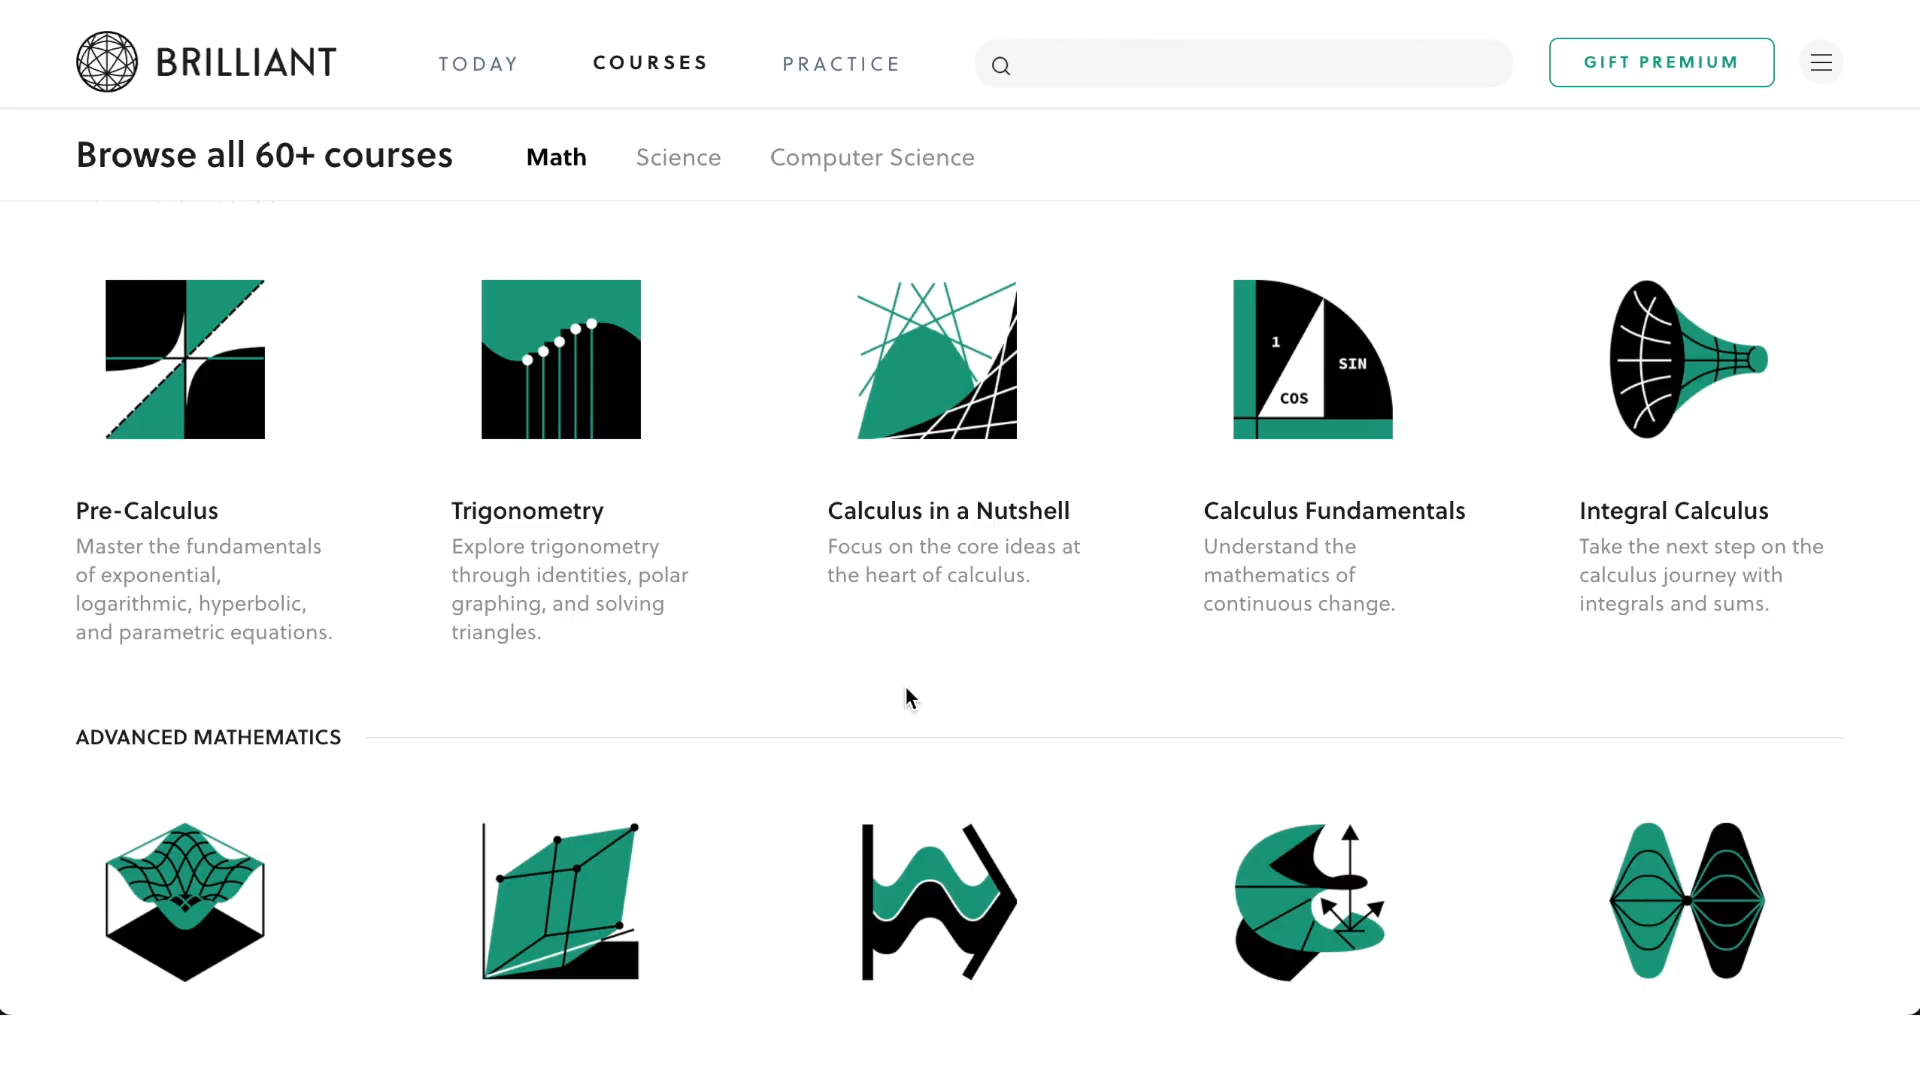 BRILLIANT
TODAY
COURSES
PRACTICE
GIFT PREMIUM
Browse all 60+ courses
Math
Science
Computer Science
1
SIN
COS
Pre-Calculus
Master the fundamentals
of exponential,
logarithmic, hyperbolic,
and parametric equations.
Trigonometry
Explore trigonometry
through identities, polar
graphing, and solving
triangles.
Calculus in a Nutshell
Focus on the core ideas at
the heart of calculus.
Calculus Fundamentals
Understand the
mathematics of
continuous change.
Integral Calculus
Take the next step on the
calculus journey with
integrals and sums.
ADVANCED MATHEMATICS